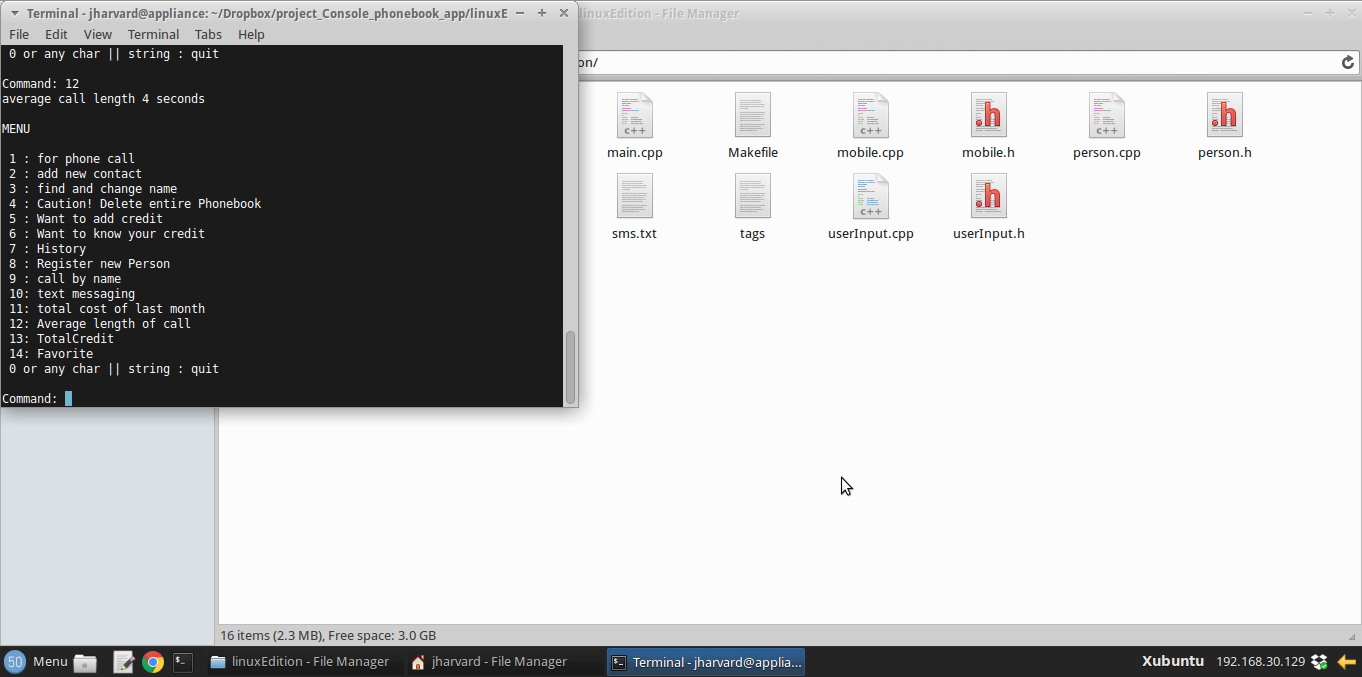 Terminal - jharvard@appliance: ~/Dropbox/project_Console_phonebook_app/linuxE
linuxEdition - File Manager
File Edit View Terminal Tabs Help
0 or any char || string : quit
Command: 12
average call length 4 seconds
MENU
1 : for phone call
2 : add new contact
3 : find and change name
4 : Caution! Delete entire Phonebook
5 : Want to add credit
6 : Want to know your credit
7 : History
8 : Register new Person
9 : call by name
10: text messaging
11: total cost of last month
12: Average length of call
13: TotalCredit
14: Favorite
0 or any char || string : quit
Command:
on/
c++
.h
c++
c++
.h
main.cpp Makefile mobile.cpp mobile.h person.cpp person.h
c++
.h
sms.txt tags userInput.cpp userInput.h
16 items (2.3 MB), Free space: 3.0 GB
50 Menu linuxEdition - File Manager jharvard - File Manager Terminal - jharvard@applia... Xubuntu 192.168.30.129